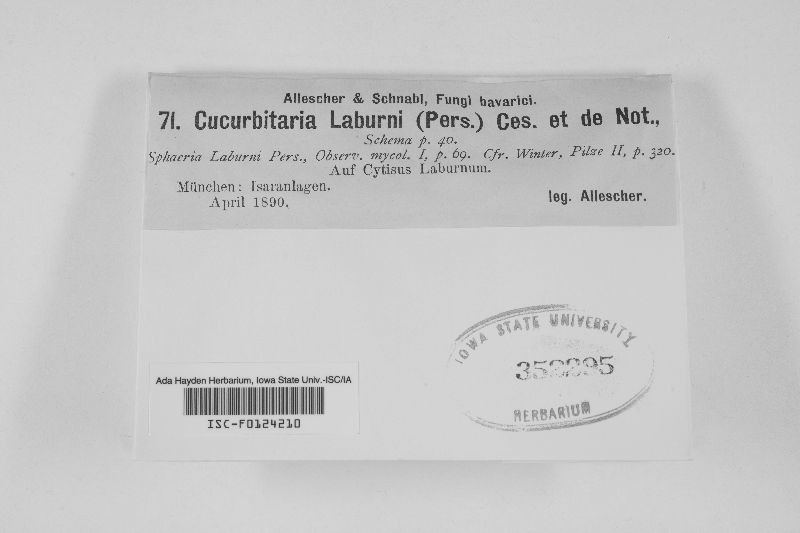 Allescher & Schnabl, Fungi bavarici.
71. Cucurbitaria Laburni (Pers.) Ces. et de Not.,
Schema p. 40.
Sphaeria Laburni Pers., Observ. mycol. I, p. 69. Cfr. Winter, Pilze II, p. 320.
Auf Cytisus Laburnum.
München: Isaranlagen.
April 1890.
leg. Allescher.
IOWA STATE UNIVERSITY
HERBARIUM
Ada Hayden Herbarium, Iowa State Univ.-ISC/IA
ISC-F0124210